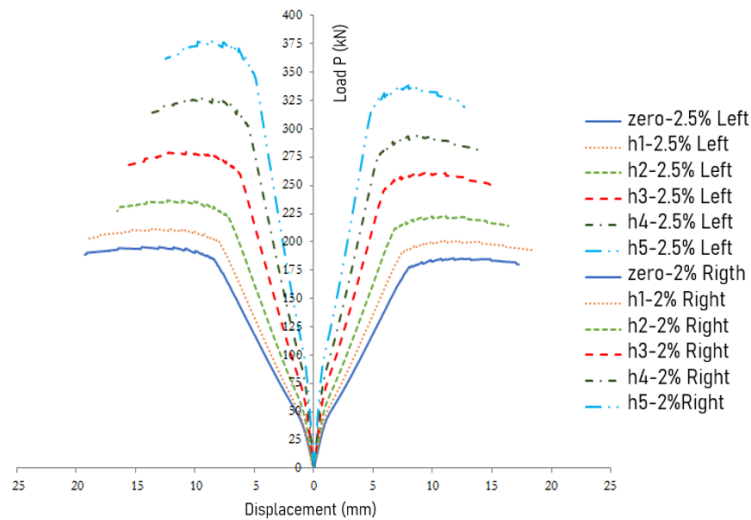 400
375
350
325
300
275
250
225
200
175
150
125
100
75
50
25
0
Load P (kN)
25 20 15 10 5 0 5 10 15 20 25
Displacement (mm)
zero-2.5% Left
h1-2.5% Left
h2-2.5% Left
h3-2.5% Left
h4-2.5% Left
h5-2.5% Left
zero-2% Rigth
h1-2% Right
h2-2% Right
h3-2% Right
h4-2% Right
h5-2%Right